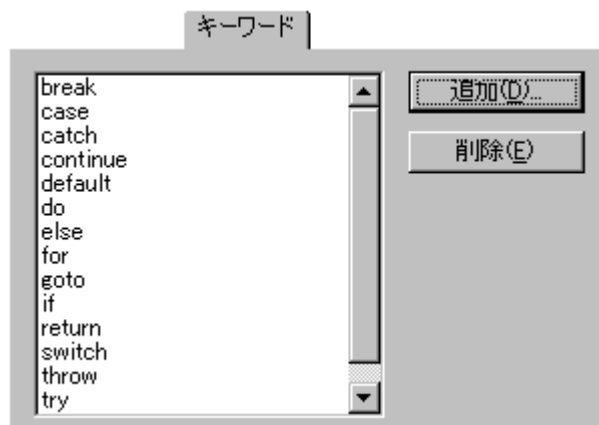 キーワード
break
case
catch
continue
default
do
else
for
goto
if
return
switch
throw
try
追加(D)...
削除(E)